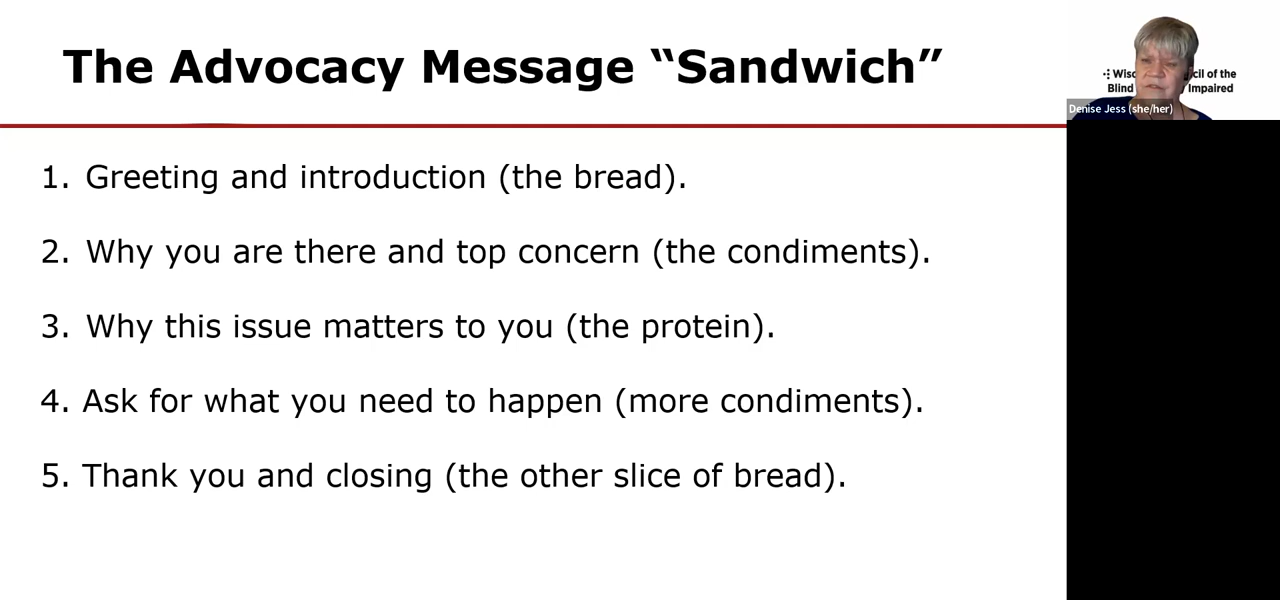 The Advocacy Message “Sandwich”
1. Greeting and introduction (the bread).
2. Why you are there and top concern (the condiments).
3. Why this issue matters to you (the protein).
4. Ask for what you need to happen (more condiments).
5. Thank you and closing (the other slice of bread).
cil of the
Blind Impaired
Denise Jess (she/her)